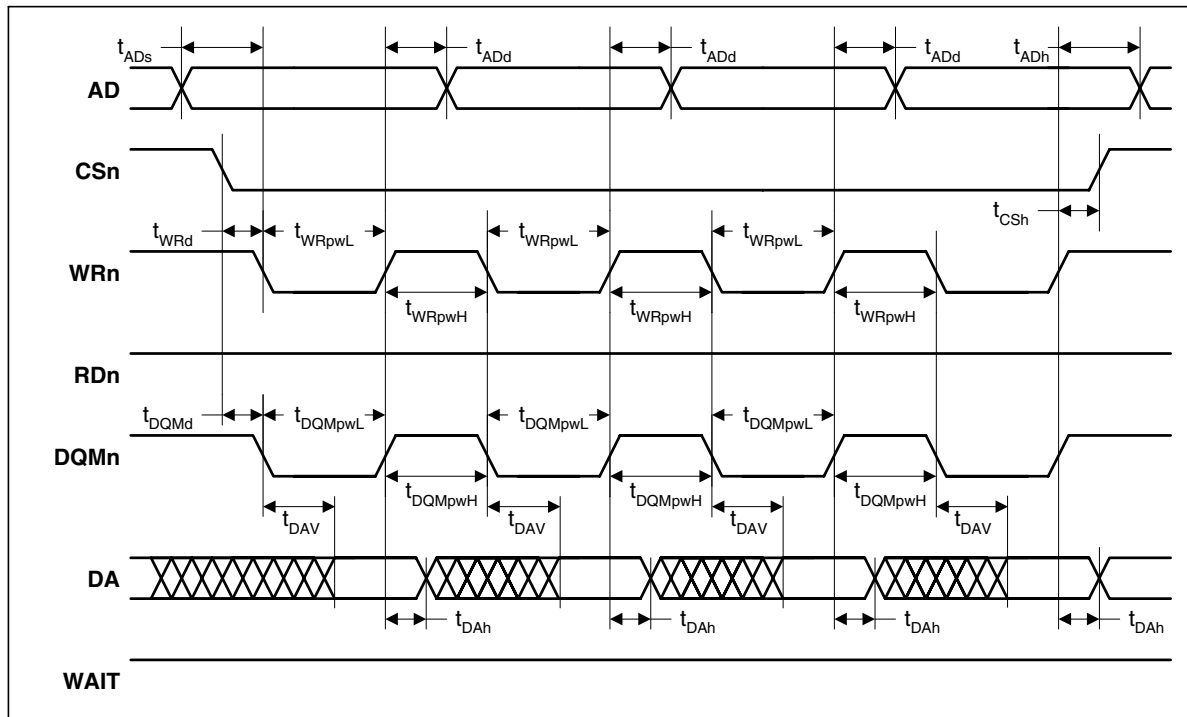 tADs tADd tADd tADd tADh
AD
CSn
tCSh
tWRd tWRpwL tWRpwL tWRpwL
WRn
tWRpwH tWRpwH tWRpwH
RDn
tDQMd tDQMpwL tDQMpwL tDQMpwL
DQMn
tDQMpwH tDQMpwH tDQMpwH
tDAV tDAV tDAV tDAV
DA
tDAh tDAh tDAh tDAh
WAIT